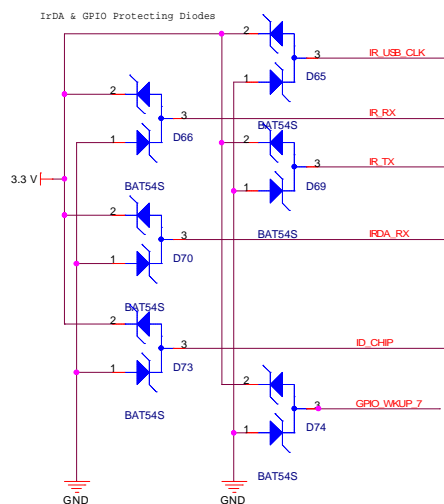 IrDA & GPIO Protecting Diodes
2
3
IR_USB_CLK
1
D65
2
3
IR_RX
1
D66
BAT54S
2
3
IR_TX
BAT54S
1
D69
3.3 V
2
3
IRDA_RX
BAT54S
1
D70
BAT54S
2
3
ID_CHIP
1
D73
2
3
GPIO_WKUP_7
BAT54S
1
D74
BAT54S
GND
GND